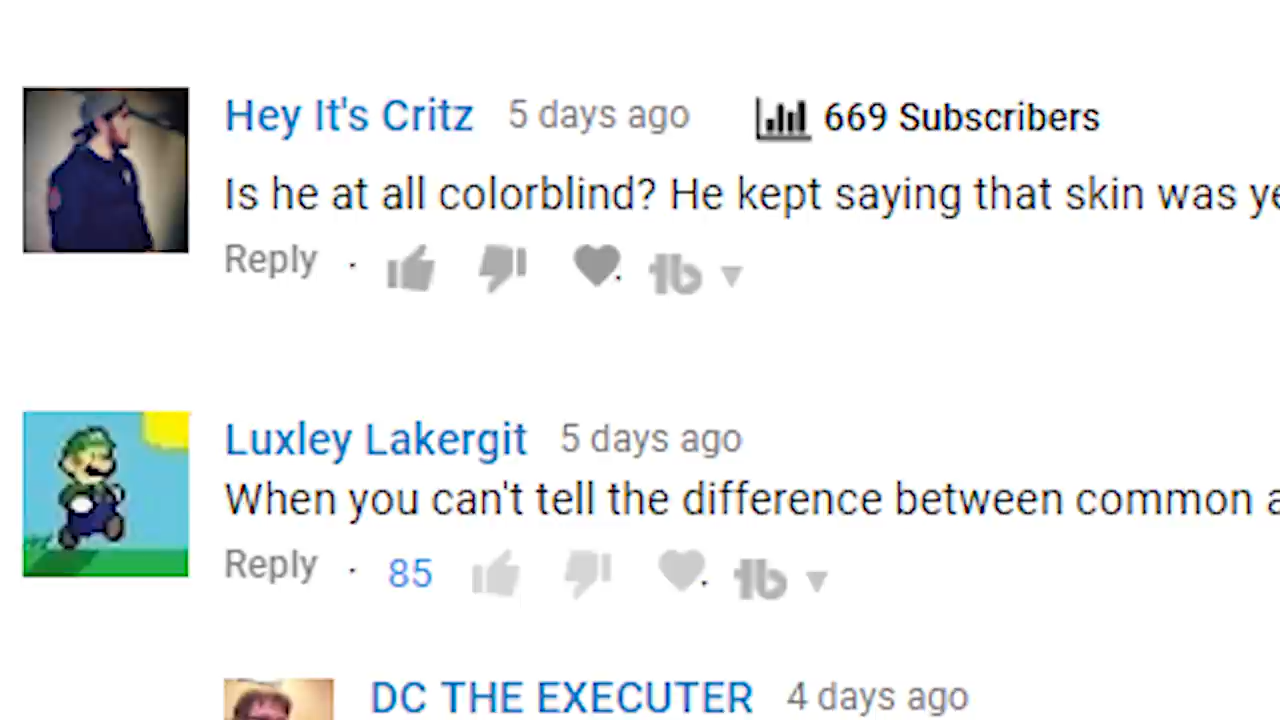 Hey It's Critz 5 days ago 669 Subscribers
Is he at all colorblind? He kept saying that skin was
Reply · tb
Luxley Lakergit 5 days ago
When you can't tell the difference between common
Reply · 85 tb
DC THE EXECUTER 4 days ago